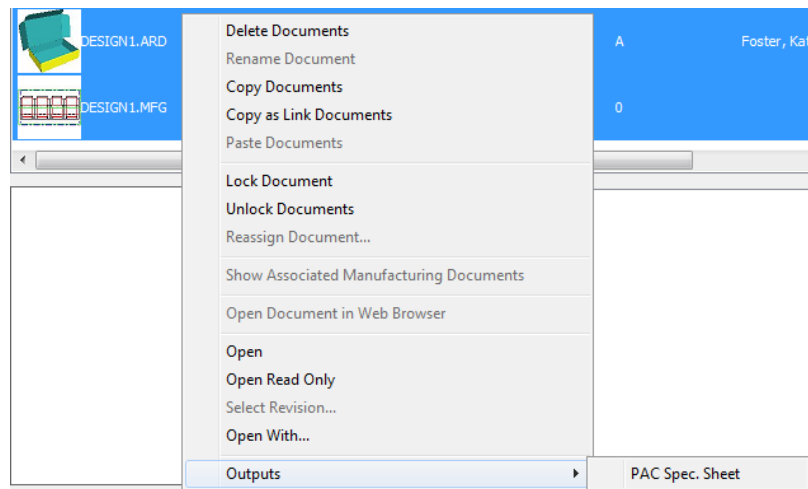 DESIGN1.ARD
A
Foster, Kat
DESIGN1.MFG
0
Delete Documents
Rename Document
Copy Documents
Copy as Link Documents
Paste Documents
Lock Document
Unlock Documents
Reassign Document...
Show Associated Manufacturing Documents
Open Document in Web Browser
Open
Open Read Only
Select Revision...
Open With...
Outputs
PAC Spec. Sheet